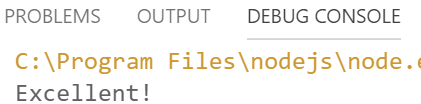 PROBLEMS OUTPUT DEBUG CONSOLE
C:\Program Files\nodejs\node.e
Excellent!